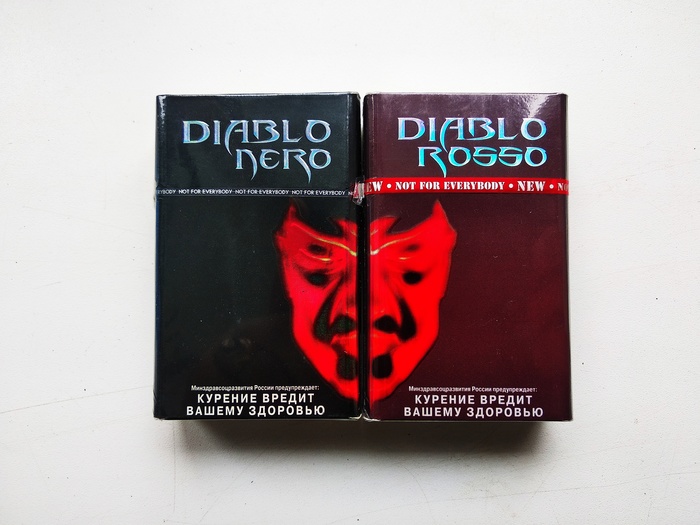 DIABLO
NERO
NOT FOR EVERYBODY · NOT FOR EVERYBODY · NOT FOR EVERYBODY
Минздравсоцразвития России предупреждает:
КУРЕНИЕ ВРЕДИТ
ВАШЕМУ ЗДОРОВЬЮ
DIABLO
ROSSO
• NOT FOR EVERYBODY • NEW •
Минздравсоцразвития России предупреждает:
КУРЕНИЕ ВРЕДИТ
ВАШЕМУ ЗДОРОВЬЮ